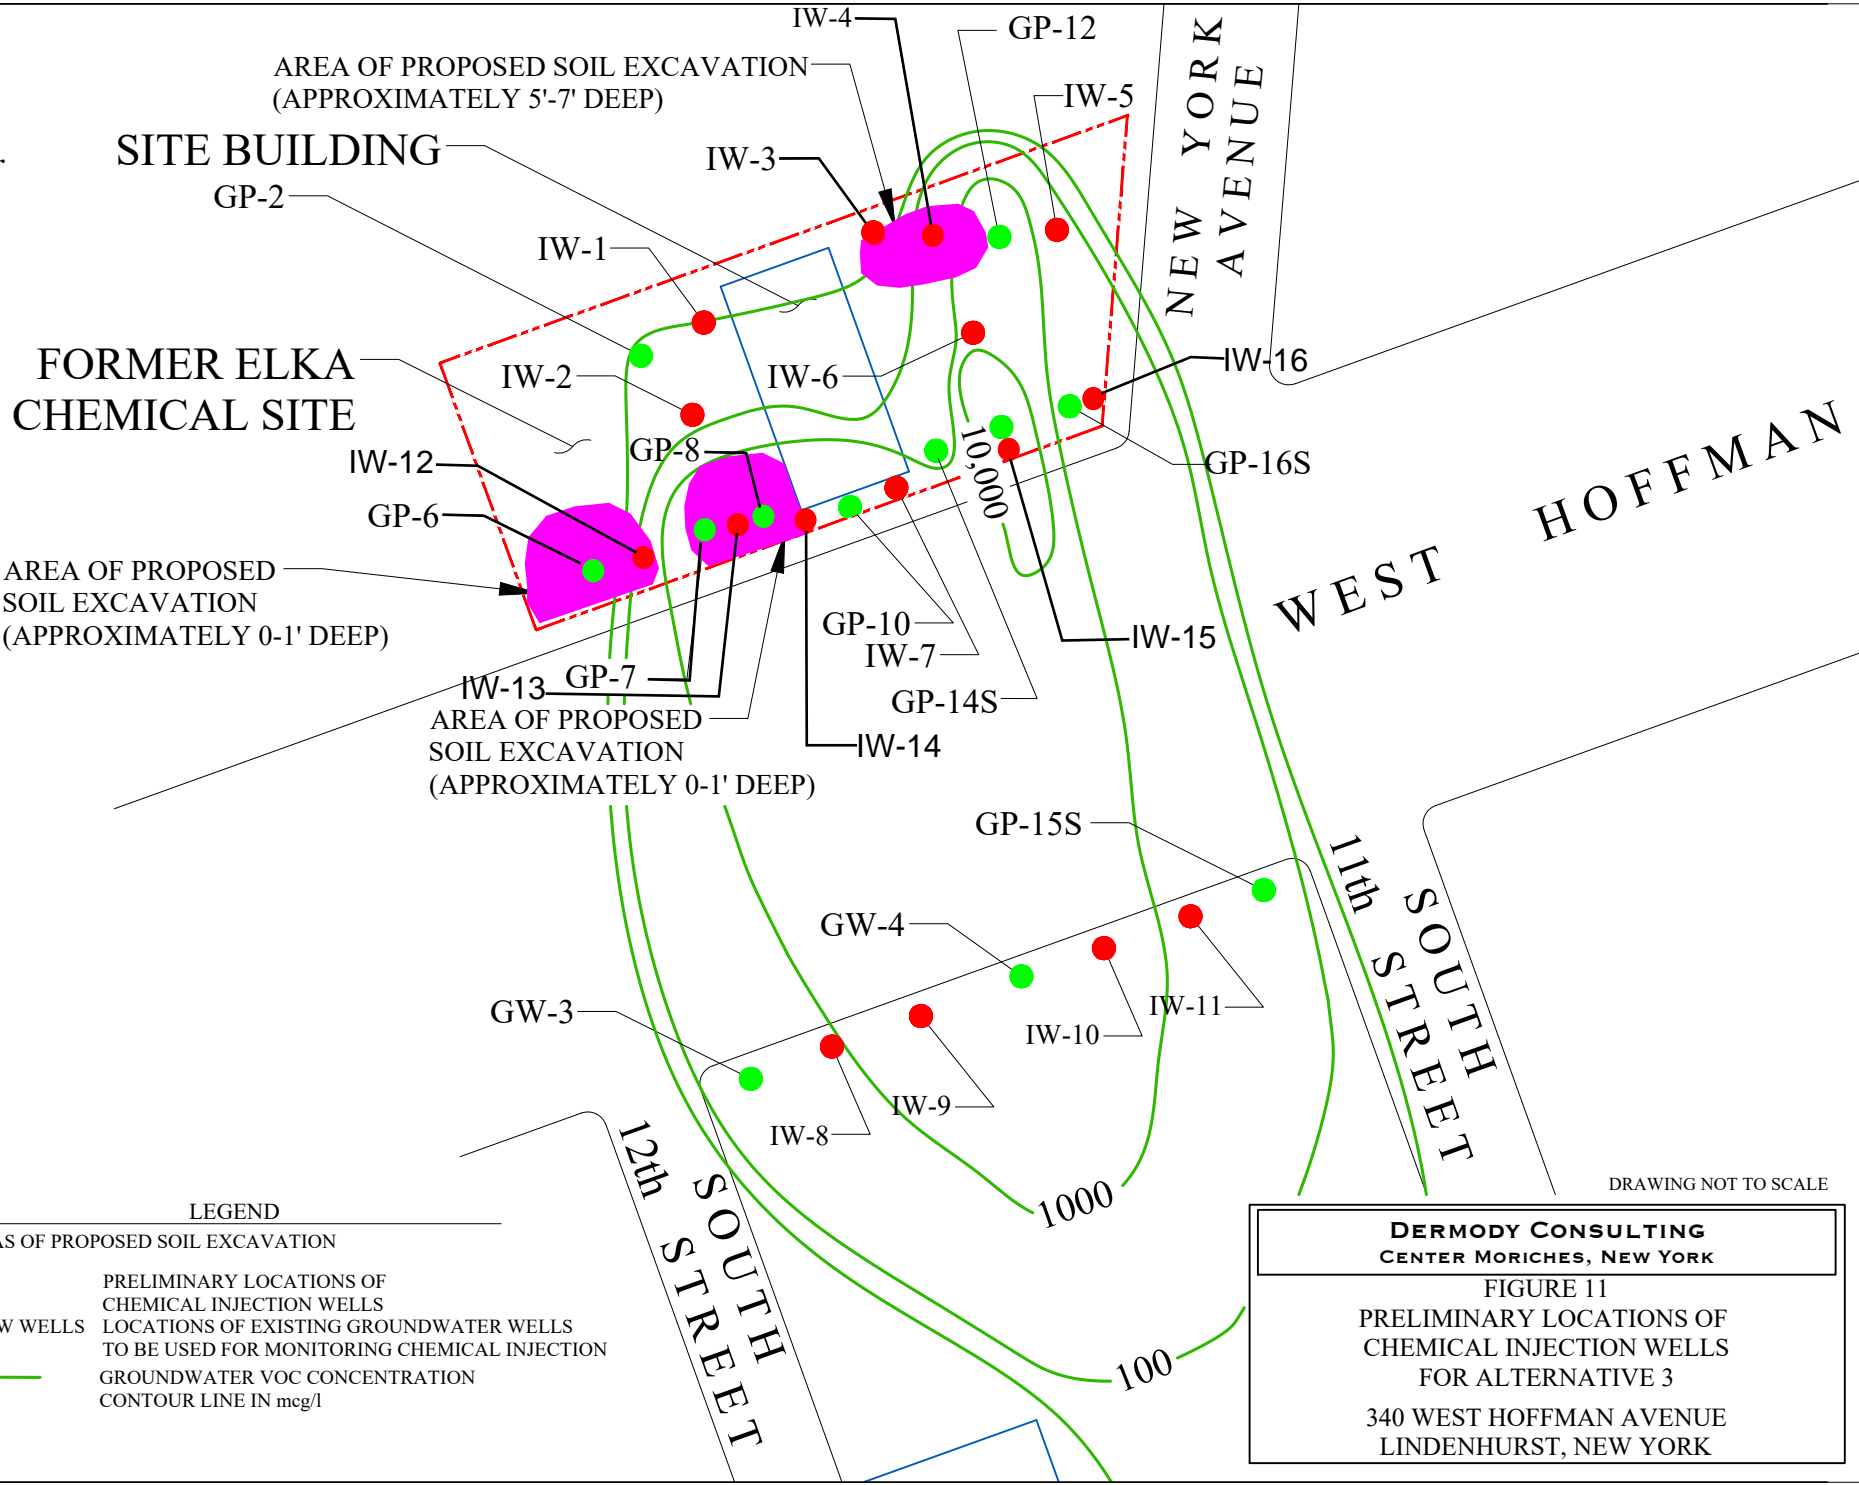 IW-4
GP-12
AREA OF PROPOSED SOIL EXCAVATION
(APPROXIMATELY 5'-7' DEEP)
IW-5
NEW YORK
AVENUE
SITE BUILDING
IW-3
GP-2
IW-1
FORMER ELKA
CHEMICAL SITE
IW-2
IW-6
IW-16
GP-8
IW-12
GP-16S
10,000
GP-6
WEST HOFFMAN
AREA OF PROPOSED
SOIL EXCAVATION
(APPROXIMATELY 0-1' DEEP)
GP-10
IW-7
IW-15
GP-7
IW-13
GP-14S
AREA OF PROPOSED
SOIL EXCAVATION
(APPROXIMATELY 0-1' DEEP)
IW-14
GP-15S
SOUTH
11th STREET
GW-4
GW-3
IW-11
IW-10
IW-9
IW-8
SOUTH
12th STREET
1000
100
DRAWING NOT TO SCALE
LEGEND
AS OF PROPOSED SOIL EXCAVATION
PRELIMINARY LOCATIONS OF
CHEMICAL INJECTION WELLS
W WELLS LOCATIONS OF EXISTING GROUNDWATER WELLS
TO BE USED FOR MONITORING CHEMICAL INJECTION
GROUNDWATER VOC CONCENTRATION
CONTOUR LINE IN mcg/l
DERMODY CONSULTING
CENTER MORICHES, NEW YORK
FIGURE 11
PRELIMINARY LOCATIONS OF
CHEMICAL INJECTION WELLS
FOR ALTERNATIVE 3
340 WEST HOFFMAN AVENUE
LINDENHURST, NEW YORK